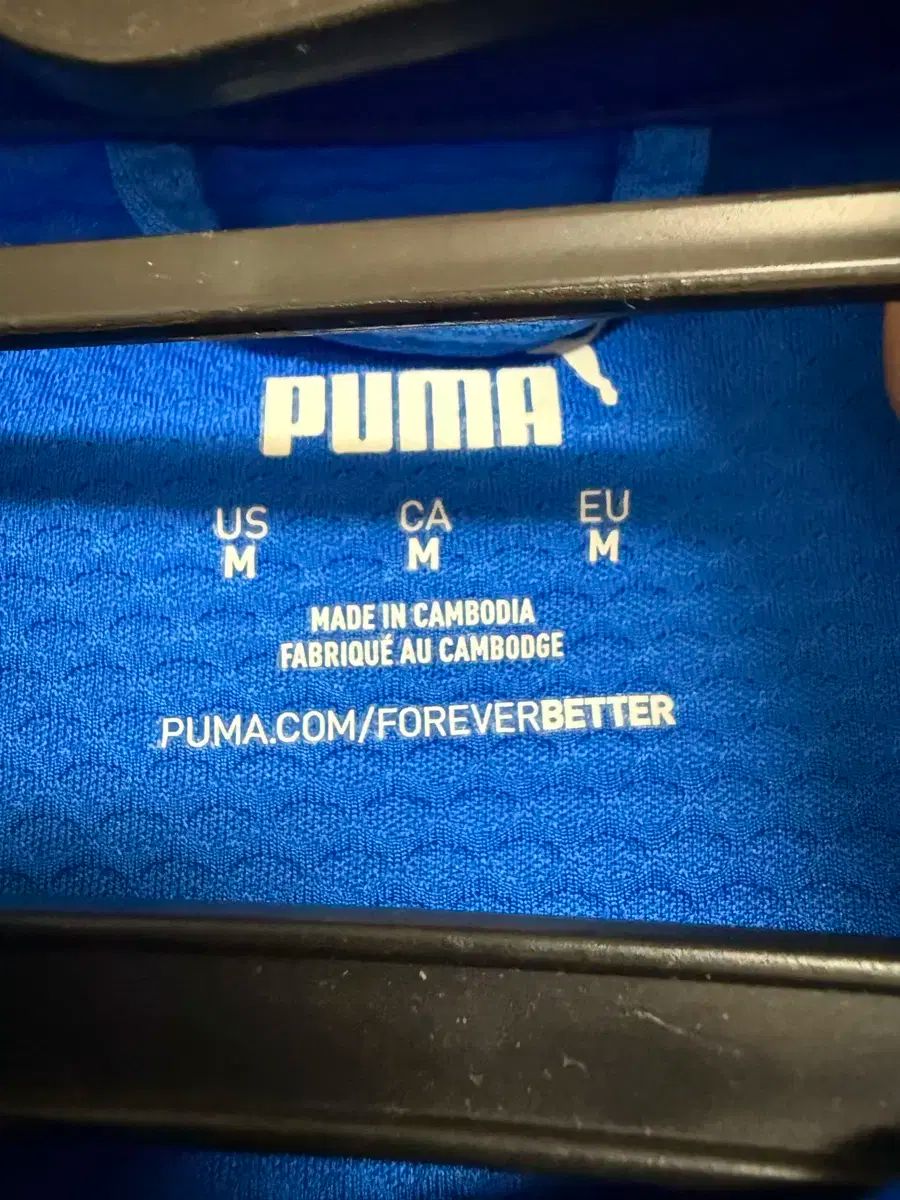 PUMA
US CA EU
M M M
MADE IN CAMBODIA
FABRIQUÉ AU CAMBODGE
PUMA.COM/FOREVERBETTER